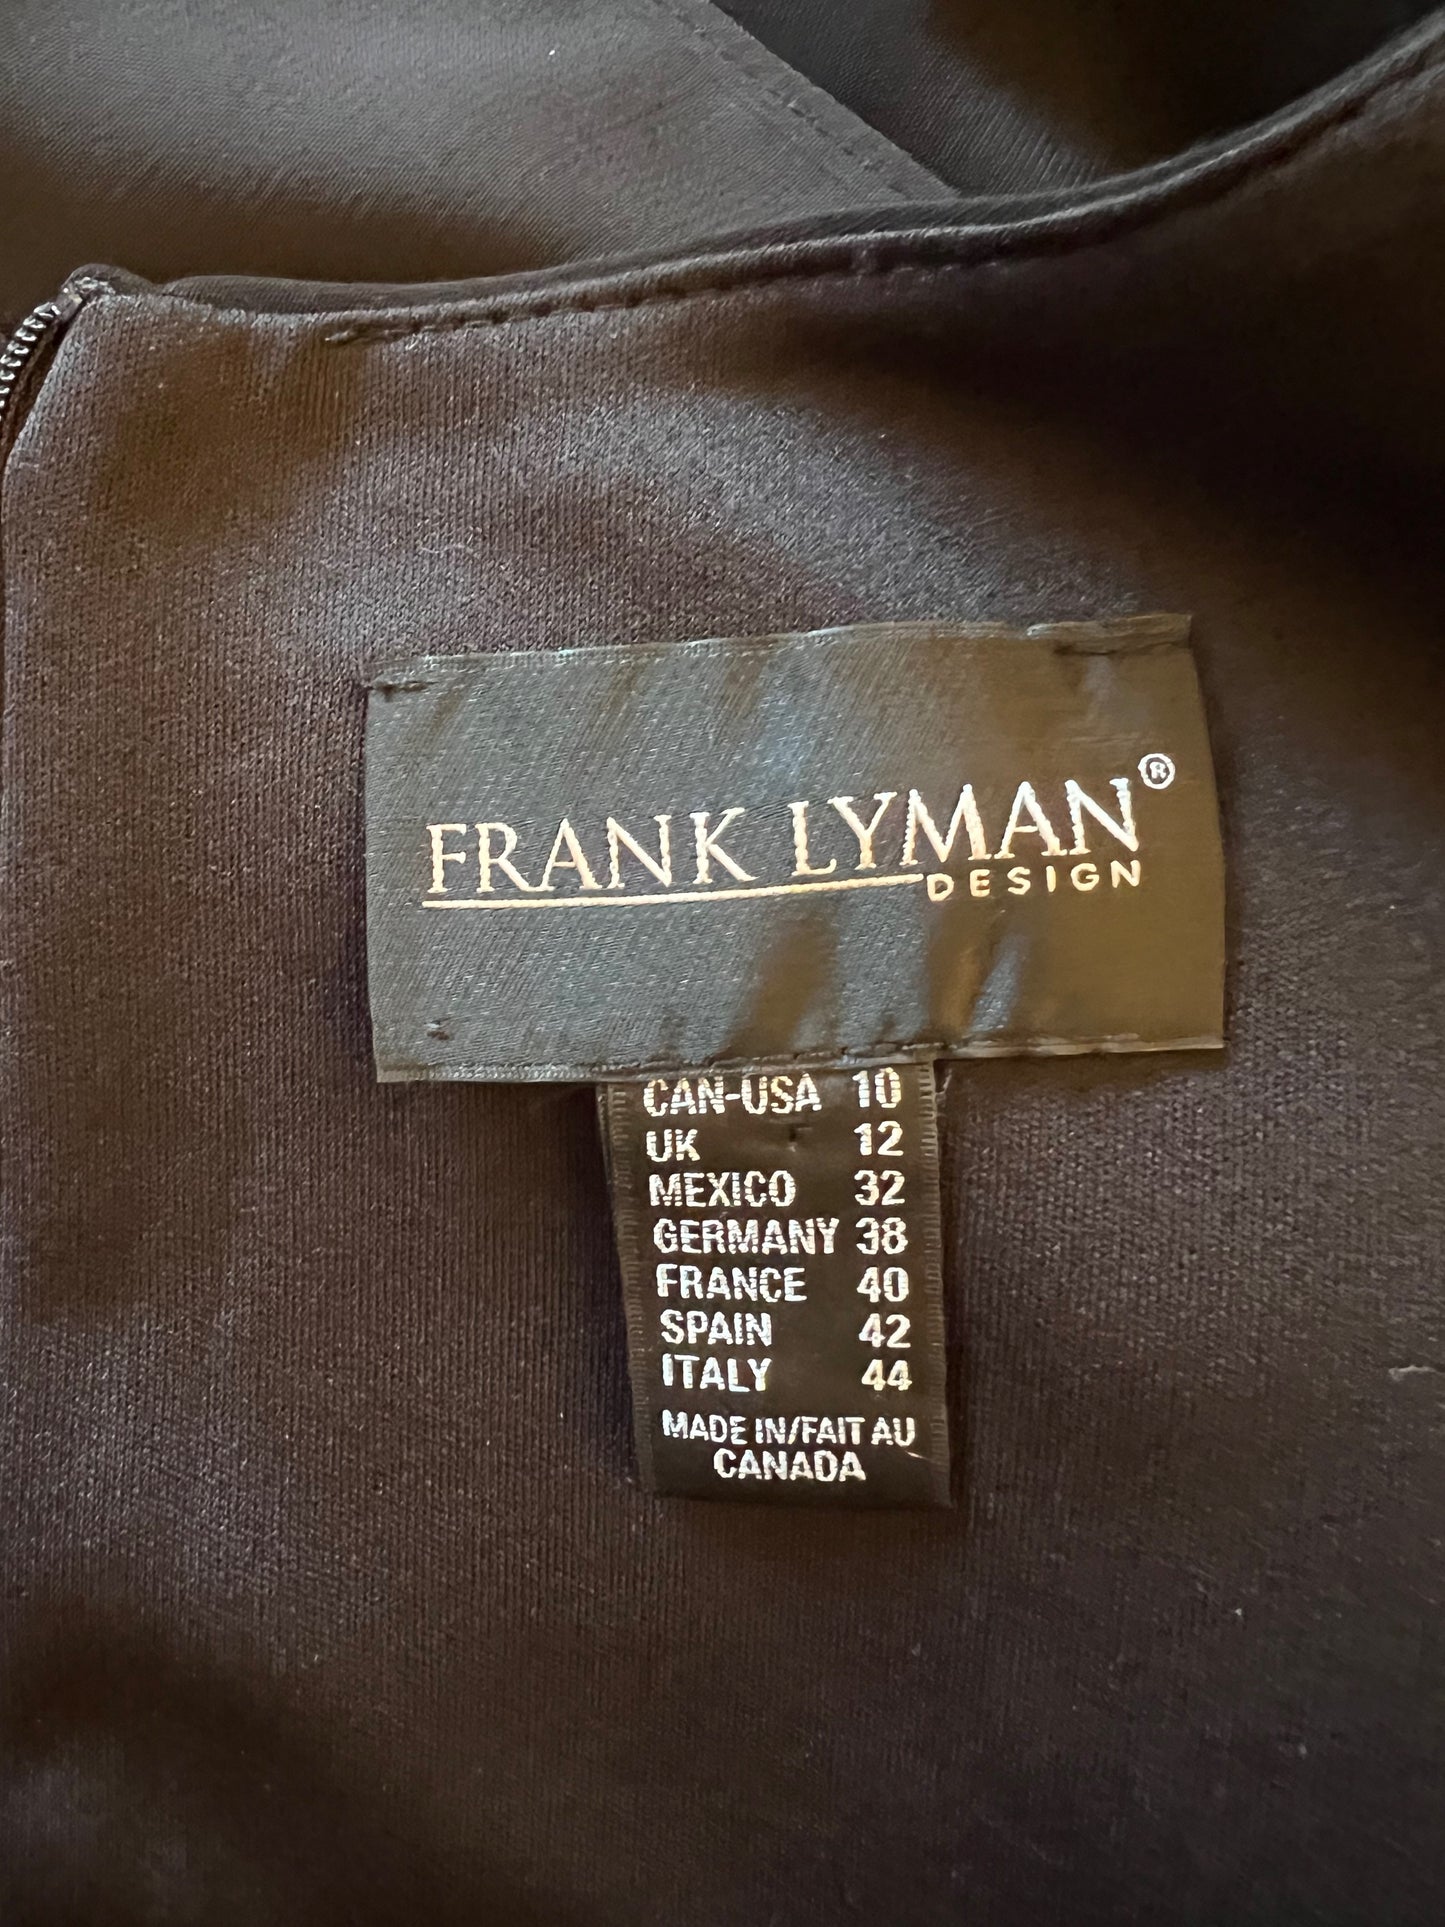 FRANK LYMAN®
DESIGN
CAN-USA 10
UK 12
MEXICO 32
GERMANY 38
FRANCE 40
SPAIN 42
ITALY 44
MADE IN/FAIT AU
CANADA